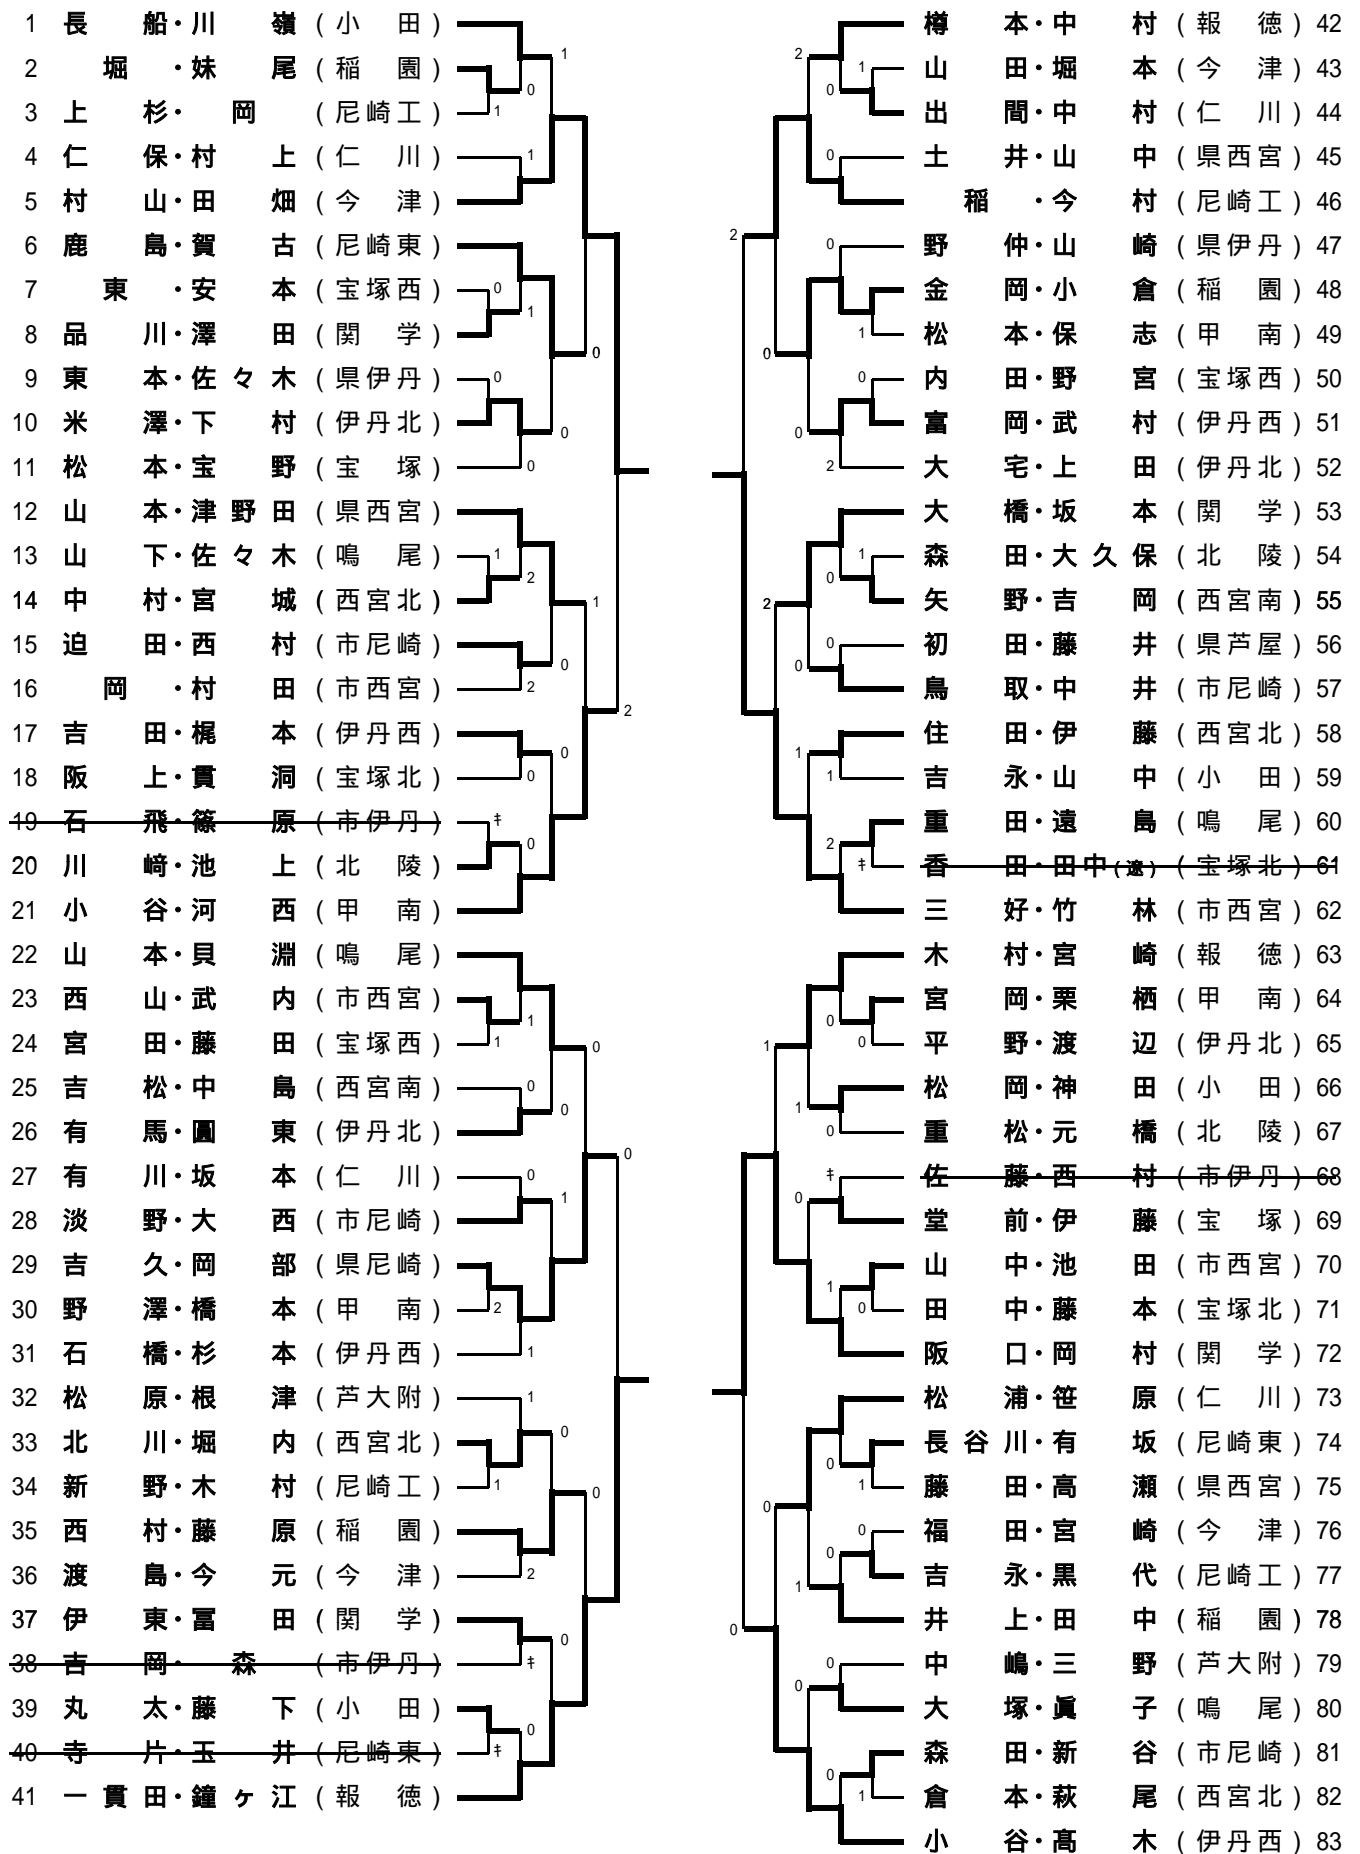 1 長船・川嶺 (小田)
2 堀・妹尾 (稲園)
3 上杉・岡 (尼崎工)
4 仁保・村上 (仁川)
5 村山・田畑 (今津)
6 鹿島・賀古 (尼崎東)
7 東・安本 (宝塚西)
8 品川・澤田 (関学)
9 東本・佐々木 (県伊丹)
10 米澤・下村 (伊丹北)
11 松本・宝野 (宝塚)
12 山本・津野田 (県西宮)
13 山下・佐々木 (鳴尾)
14 中村・宮城 (西宮北)
15 迫田・西村 (市尼崎)
16 岡・村田 (市西宮)
17 吉田・梶本 (伊丹西)
18 阪上・貫洞 (宝塚北)
19 石飛・篠原 (市伊丹) キ
20 川﨑・池上 (北陵)
21 小谷・河西 (甲南)
22 山本・貝淵 (鳴尾)
23 西山・武内 (市西宮)
24 宮田・藤田 (宝塚西)
25 吉松・中島 (西宮南)
26 有馬・圓東 (伊丹北)
27 有川・坂本 (仁川)
28 淡野・大西 (市尼崎)
29 吉久・岡部 (県尼崎)
30 野澤・橋本 (甲南)
31 石橋・杉本 (伊丹西)
32 松原・根津 (芦大附)
33 北川・堀内 (西宮北)
34 新野・木村 (尼崎工)
35 西村・藤原 (稲園)
36 渡島・今元 (今津)
37 伊東・冨田 (関学)
38 吉岡・森 (市伊丹) キ
39 丸太・藤下 (小田)
40 寺片・玉井 (尼崎東) キ
41 一貫田・鐘ヶ江 (報徳)
樽本・中村 (報徳) 42
山田・堀本 (今津) 43
出間・中村 (仁川) 44
土井・山中 (県西宮) 45
稲・今村 (尼崎工) 46
野仲・山崎 (県伊丹) 47
金岡・小倉 (稲園) 48
松本・保志 (甲南) 49
内田・野宮 (宝塚西) 50
富岡・武村 (伊丹西) 51
大宅・上田 (伊丹北) 52
大橋・坂本 (関学) 53
森田・大久保 (北陵) 54
矢野・吉岡 (西宮南) 55
初田・藤井 (県芦屋) 56
鳥取・中井 (市尼崎) 57
住田・伊藤 (西宮北) 58
吉永・山中 (小田) 59
重田・遠島 (鳴尾) 60
キ 香田・田中(遼) (宝塚北) 61
三好・竹林 (市西宮) 62
木村・宮崎 (報徳) 63
宮岡・栗栖 (甲南) 64
平野・渡辺 (伊丹北) 65
松岡・神田 (小田) 66
重松・元橋 (北陵) 67
キ 佐藤・西村 (市伊丹) 68
堂前・伊藤 (宝塚) 69
山中・池田 (市西宮) 70
田中・藤本 (宝塚北) 71
阪口・岡村 (関学) 72
松浦・笹原 (仁川) 73
長谷川・有坂 (尼崎東) 74
藤田・高瀬 (県西宮) 75
福田・宮崎 (今津) 76
吉永・黒代 (尼崎工) 77
井上・田中 (稲園) 78
中嶋・三野 (芦大附) 79
大塚・眞子 (鳴尾) 80
森田・新谷 (市尼崎) 81
倉本・萩尾 (西宮北) 82
小谷・髙木 (伊丹西) 83